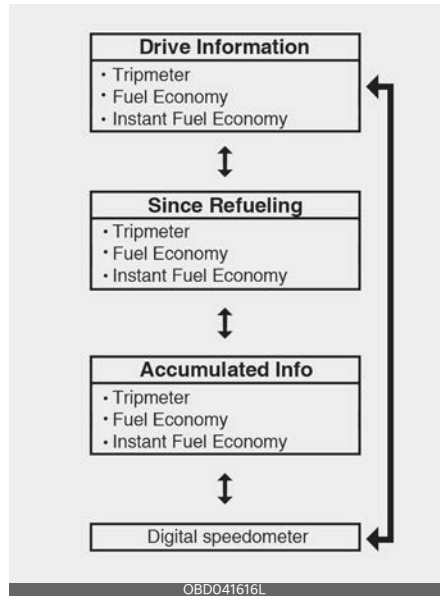 Drive Information
• Tripmeter
• Fuel Economy
• Instant Fuel Economy
Since Refueling
• Tripmeter
• Fuel Economy
• Instant Fuel Economy
Accumulated Info
• Tripmeter
• Fuel Economy
• Instant Fuel Economy
Digital speedometer
OBD041616L